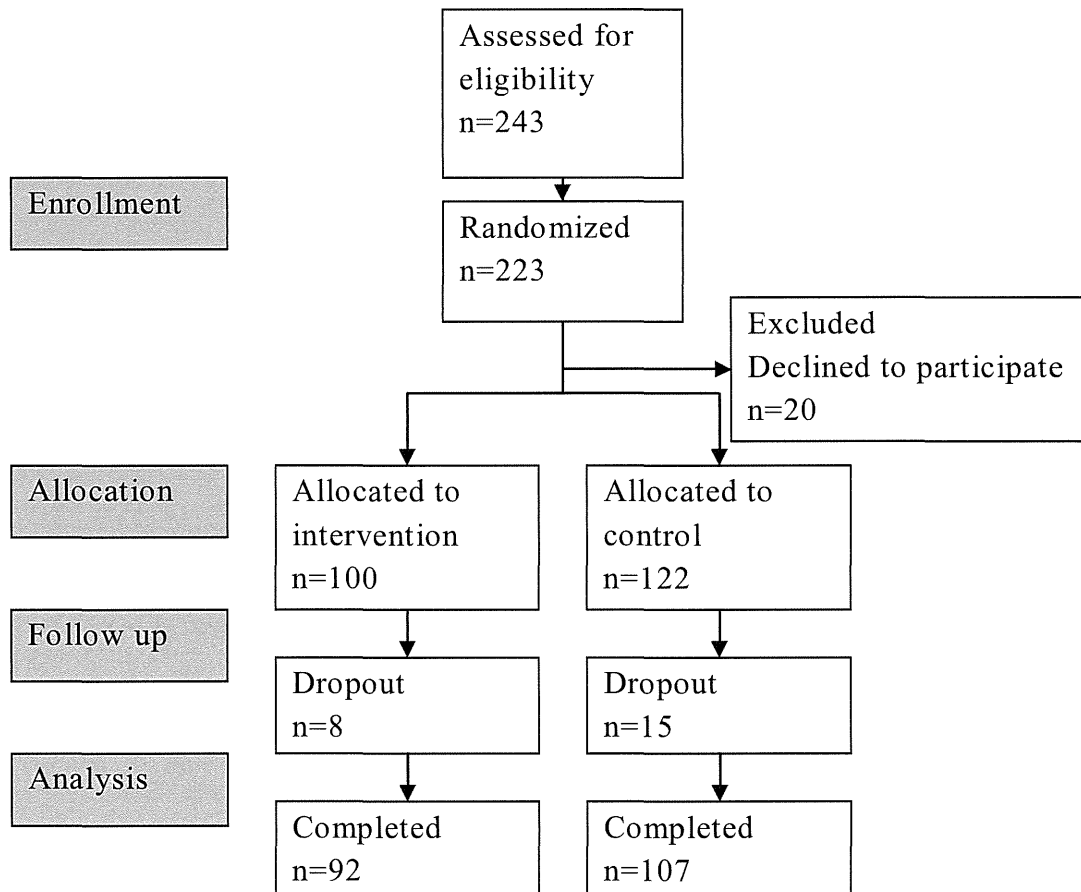 Assessed for
eligibility
n=243
Enrollment
Randomized
n=223
Excluded
Declined to participate
n=20
Allocation
Allocated to
intervention
n=100
Allocated to
control
n=122
Follow up
Dropout
n=8
Dropout
n=15
Analysis
Completed
n=92
Completed
n=107